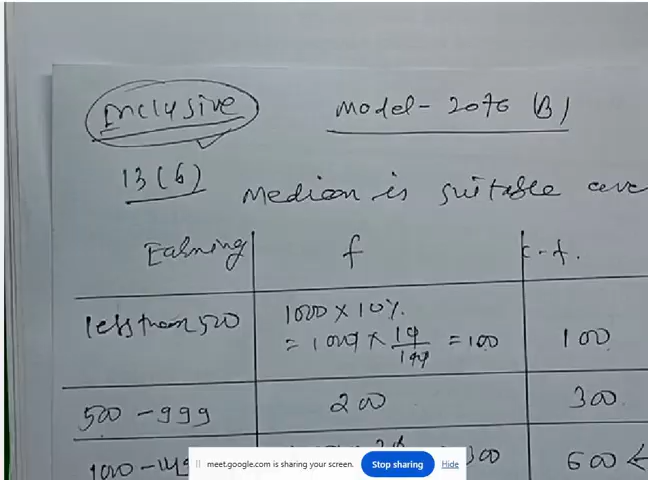 Inclusive
Model - 2076 (B)
13(b) Median is suitable ave
Earning f c.f.
less than 500 1000 × 10%.
= 1000 × 10/100 = 100 100
500 - 999 200 300
600 ←
meet.google.com is sharing your screen. Stop sharing Hide